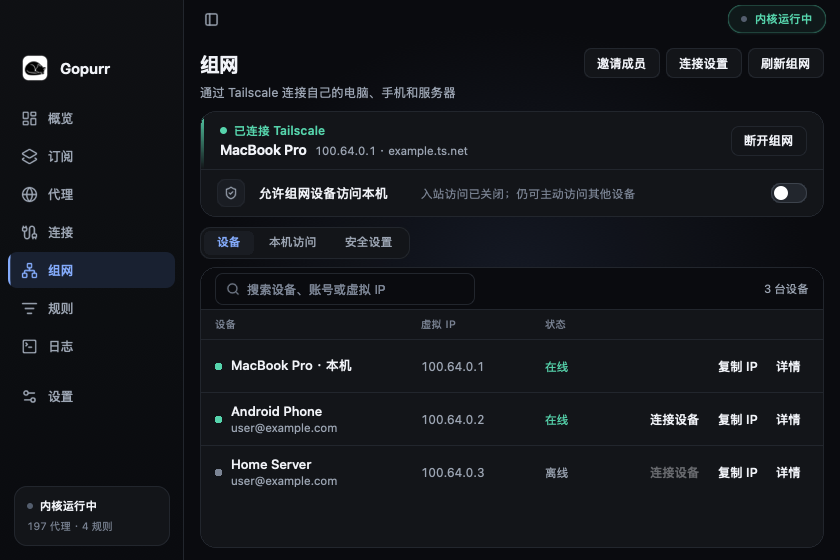 内核运行中
Gopurr
概览
订阅
代理
连接
组网
规则
日志
设置
内核运行中
197 代理 · 4 规则
组网
通过 Tailscale 连接自己的电脑、手机和服务器
邀请成员 连接设置 刷新组网
已连接 Tailscale
MacBook Pro 100.64.0.1 · example.ts.net
断开组网
允许组网设备访问本机 入站访问已关闭；仍可主动访问其他设备
设备 本机访问 安全设置
搜索设备、账号或虚拟 IP 3 台设备
设备 虚拟 IP 状态
MacBook Pro · 本机 100.64.0.1 在线 复制 IP 详情
Android Phone
user@example.com
100.64.0.2 在线 连接设备 复制 IP 详情
Home Server
user@example.com
100.64.0.3 离线 连接设备 复制 IP 详情